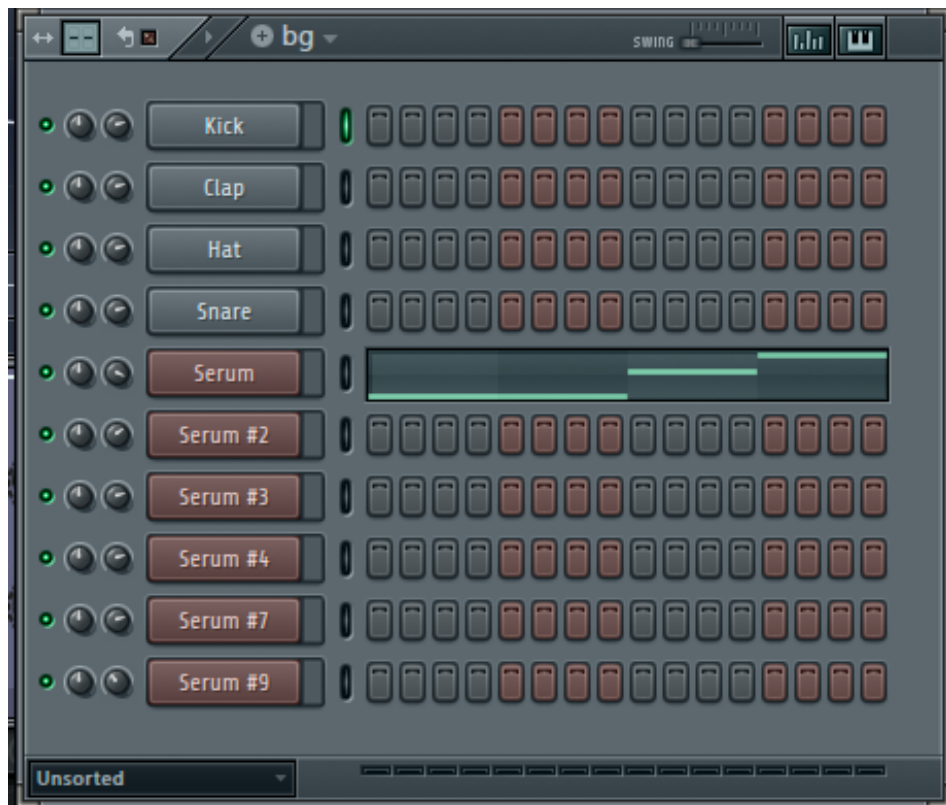 bg SWING
Kick
Clap
Hat
Snare
Serum
Serum #2
Serum #3
Serum #4
Serum #7
Serum #9
Unsorted